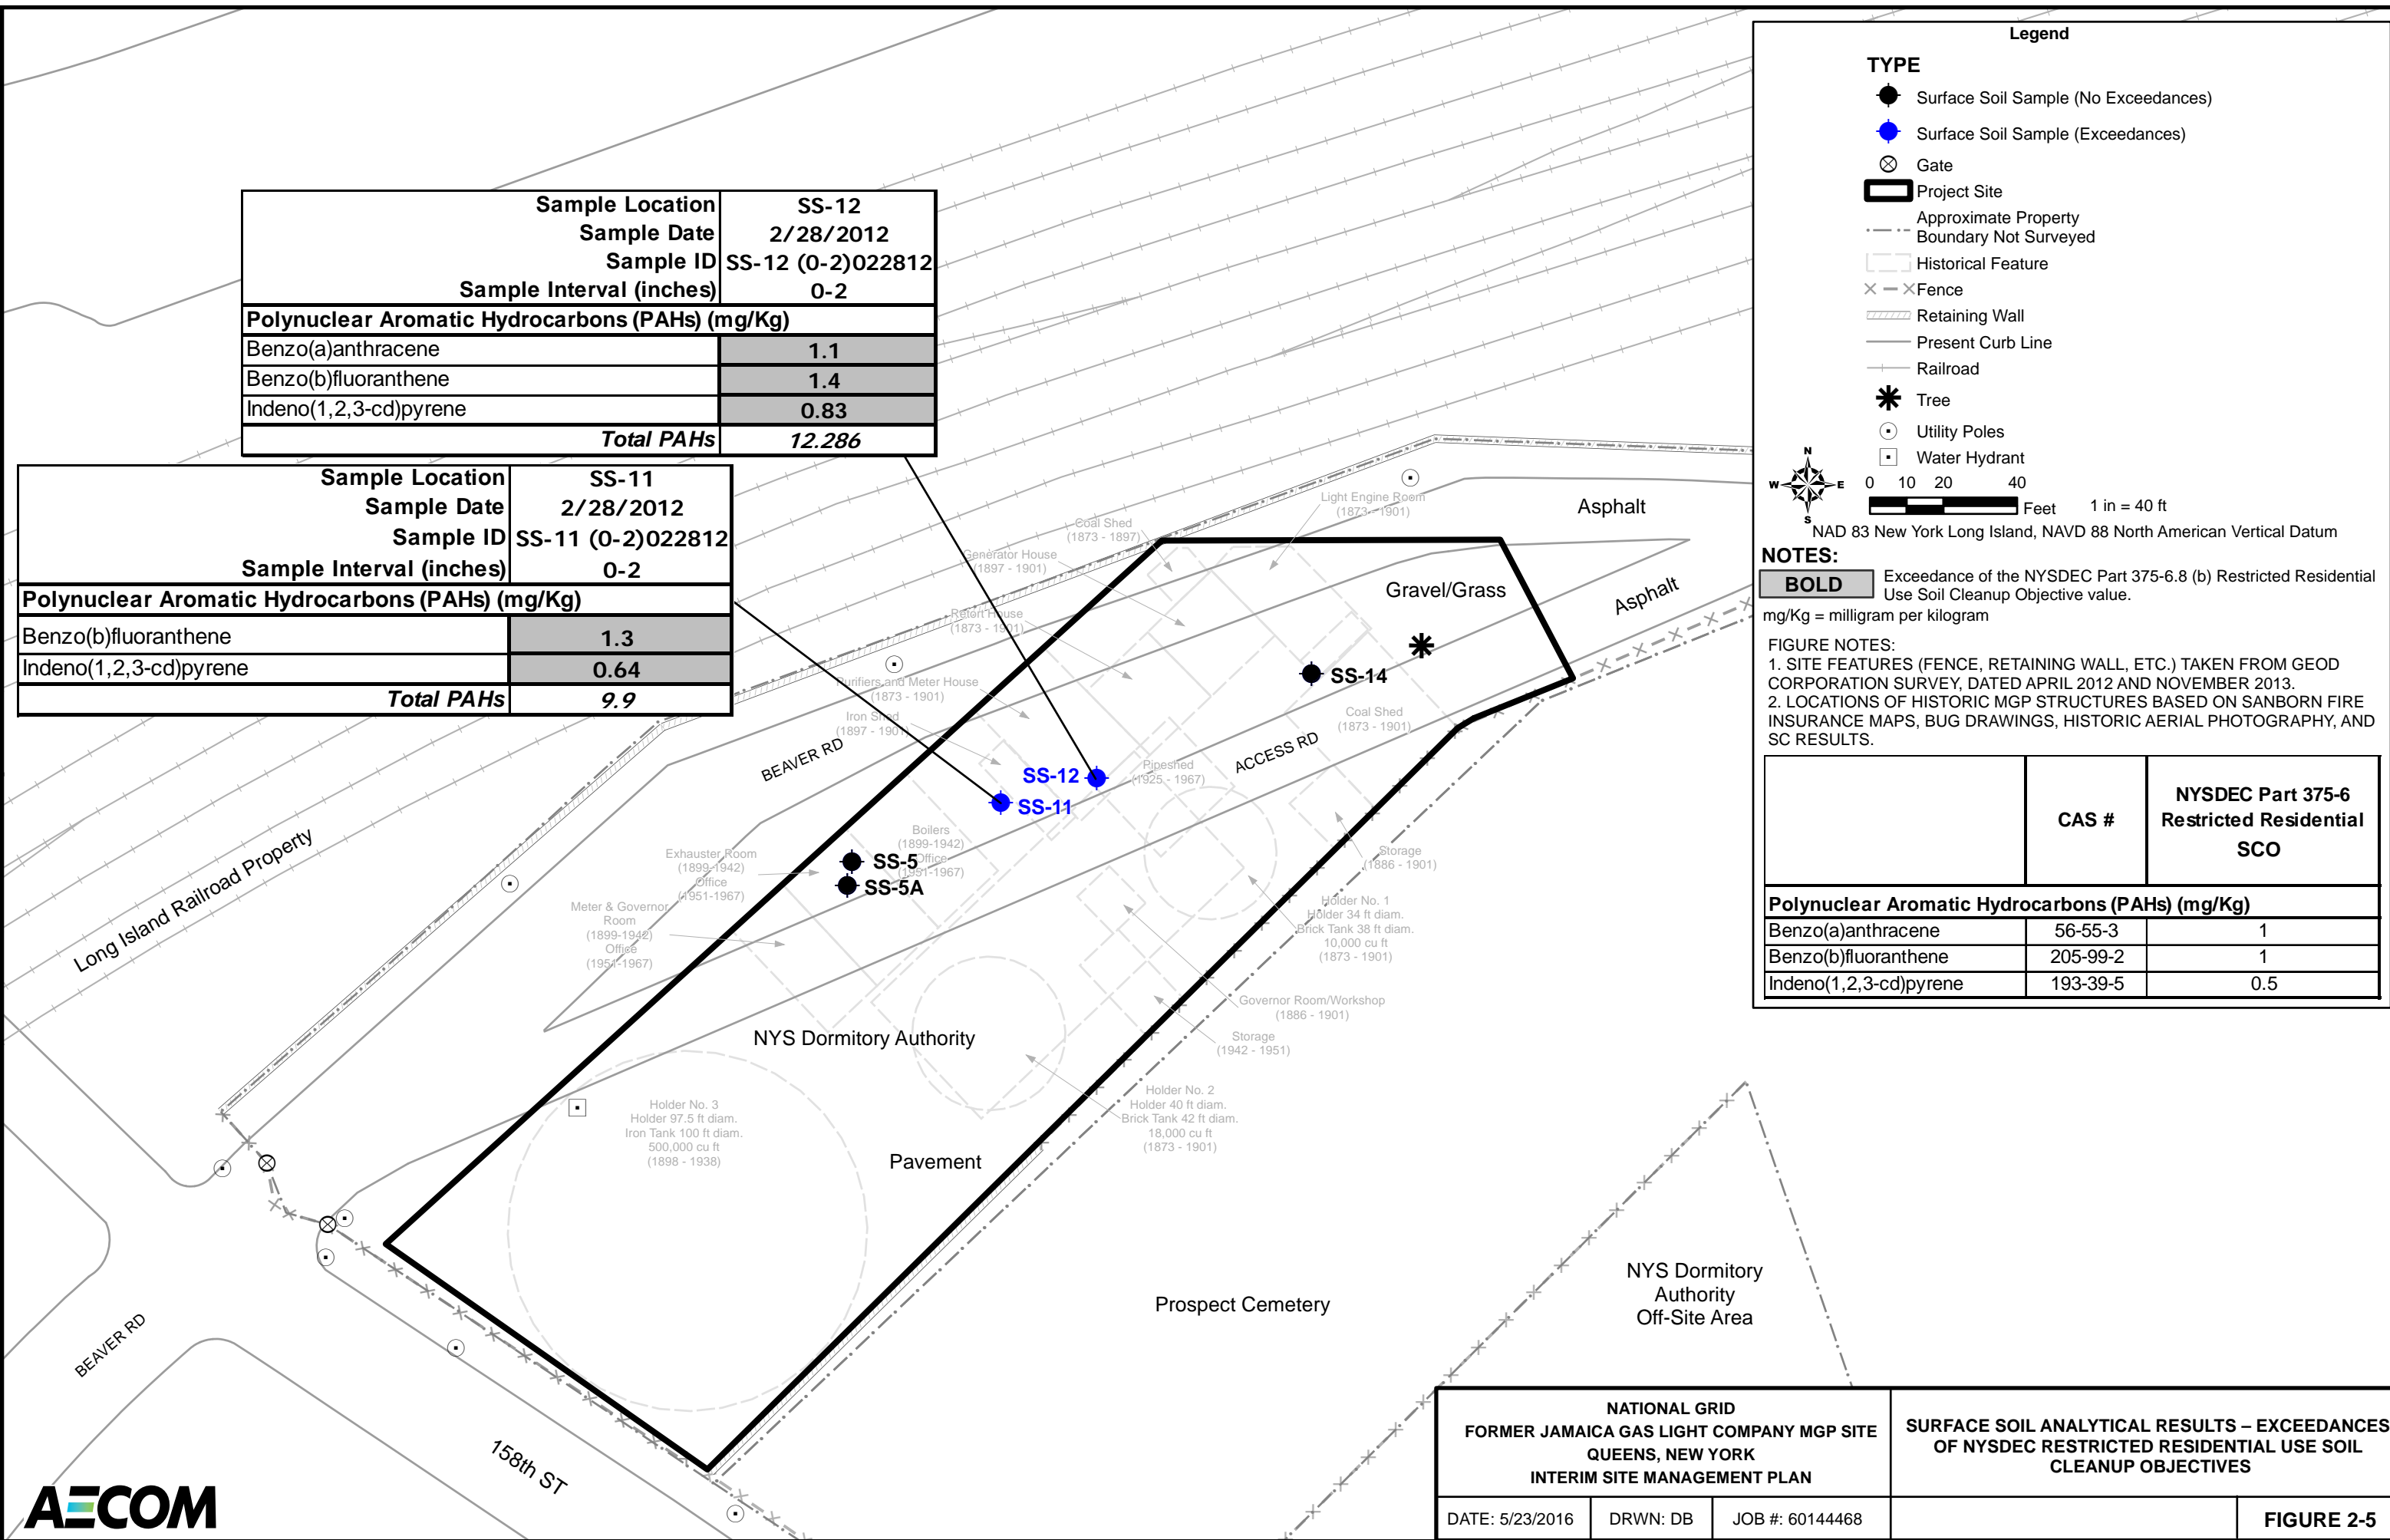 Sample Location SS-12
Sample Date 2/28/2012
Sample ID SS-12 (0-2)022812
Sample Interval (inches) 0-2
Polynuclear Aromatic Hydrocarbons (PAHs) (mg/Kg)
Benzo(a)anthracene 1.1
Benzo(b)fluoranthene 1.4
Indeno(1,2,3-cd)pyrene 0.83
Total PAHs 12.286
Sample Location SS-11
Sample Date 2/28/2012
Sample ID SS-11 (0-2)022812
Sample Interval (inches) 0-2
Polynuclear Aromatic Hydrocarbons (PAHs) (mg/Kg)
Benzo(b)fluoranthene 1.3
Indeno(1,2,3-cd)pyrene 0.64
Total PAHs 9.9
Light Engine Room
(1873 - 1901)
Coal Shed
(1873 - 1897)
Generator House
(1897 - 1901)
Retort House
(1873 - 1901)
Purifiers and Meter House
(1873 - 1901)
Iron Shed
(1897 - 1901)
Asphalt
Gravel/Grass
Asphalt
SS-14
Coal Shed
(1873 - 1901)
BEAVER RD
ACCESS RD
SS-12
Pipeshed
(1925 - 1967)
SS-11
Boilers
(1899-1942)
Office
(1951-1967)
SS-5
SS-5A
Exhauster Room
(1899-1942)
Office
(1951-1967)
Meter & Governor
Room
(1899-1942)
Office
(1951-1967)
Storage
(1886 - 1901)
Holder No. 1
Holder 34 ft diam.
Brick Tank 38 ft diam.
10,000 cu ft
(1873 - 1901)
Governor Room/Workshop
(1886 - 1901)
Storage
(1942 - 1951)
Holder No. 2
Holder 40 ft diam.
Brick Tank 42 ft diam.
18,000 cu ft
(1873 - 1901)
Long Island Railroad Property
NYS Dormitory Authority
Holder No. 3
Holder 97.5 ft diam.
Iron Tank 100 ft diam.
500,000 cu ft
(1898 - 1938)
Pavement
Prospect Cemetery
NYS Dormitory
Authority
Off-Site Area
BEAVER RD
158th ST
AECOM
Legend
TYPE
Surface Soil Sample (No Exceedances)
Surface Soil Sample (Exceedances)
Gate
Project Site
Approximate Property
Boundary Not Surveyed
Historical Feature
Fence
Retaining Wall
Present Curb Line
Railroad
Tree
Utility Poles
Water Hydrant
N
W E
S
0 10 20 40
Feet 1 in = 40 ft
NAD 83 New York Long Island, NAVD 88 North American Vertical Datum
NOTES:
BOLD Exceedance of the NYSDEC Part 375-6.8 (b) Restricted Residential
Use Soil Cleanup Objective value.
mg/Kg = milligram per kilogram
FIGURE NOTES:
1. SITE FEATURES (FENCE, RETAINING WALL, ETC.) TAKEN FROM GEOD
CORPORATION SURVEY, DATED APRIL 2012 AND NOVEMBER 2013.
2. LOCATIONS OF HISTORIC MGP STRUCTURES BASED ON SANBORN FIRE
INSURANCE MAPS, BUG DRAWINGS, HISTORIC AERIAL PHOTOGRAPHY, AND
SC RESULTS.
CAS # NYSDEC Part 375-6
Restricted Residential
SCO
Polynuclear Aromatic Hydrocarbons (PAHs) (mg/Kg)
Benzo(a)anthracene 56-55-3 1
Benzo(b)fluoranthene 205-99-2 1
Indeno(1,2,3-cd)pyrene 193-39-5 0.5
NATIONAL GRID
FORMER JAMAICA GAS LIGHT COMPANY MGP SITE
QUEENS, NEW YORK
INTERIM SITE MANAGEMENT PLAN
SURFACE SOIL ANALYTICAL RESULTS – EXCEEDANCES
OF NYSDEC RESTRICTED RESIDENTIAL USE SOIL
CLEANUP OBJECTIVES
DATE: 5/23/2016 DRWN: DB JOB #: 60144468 FIGURE 2-5